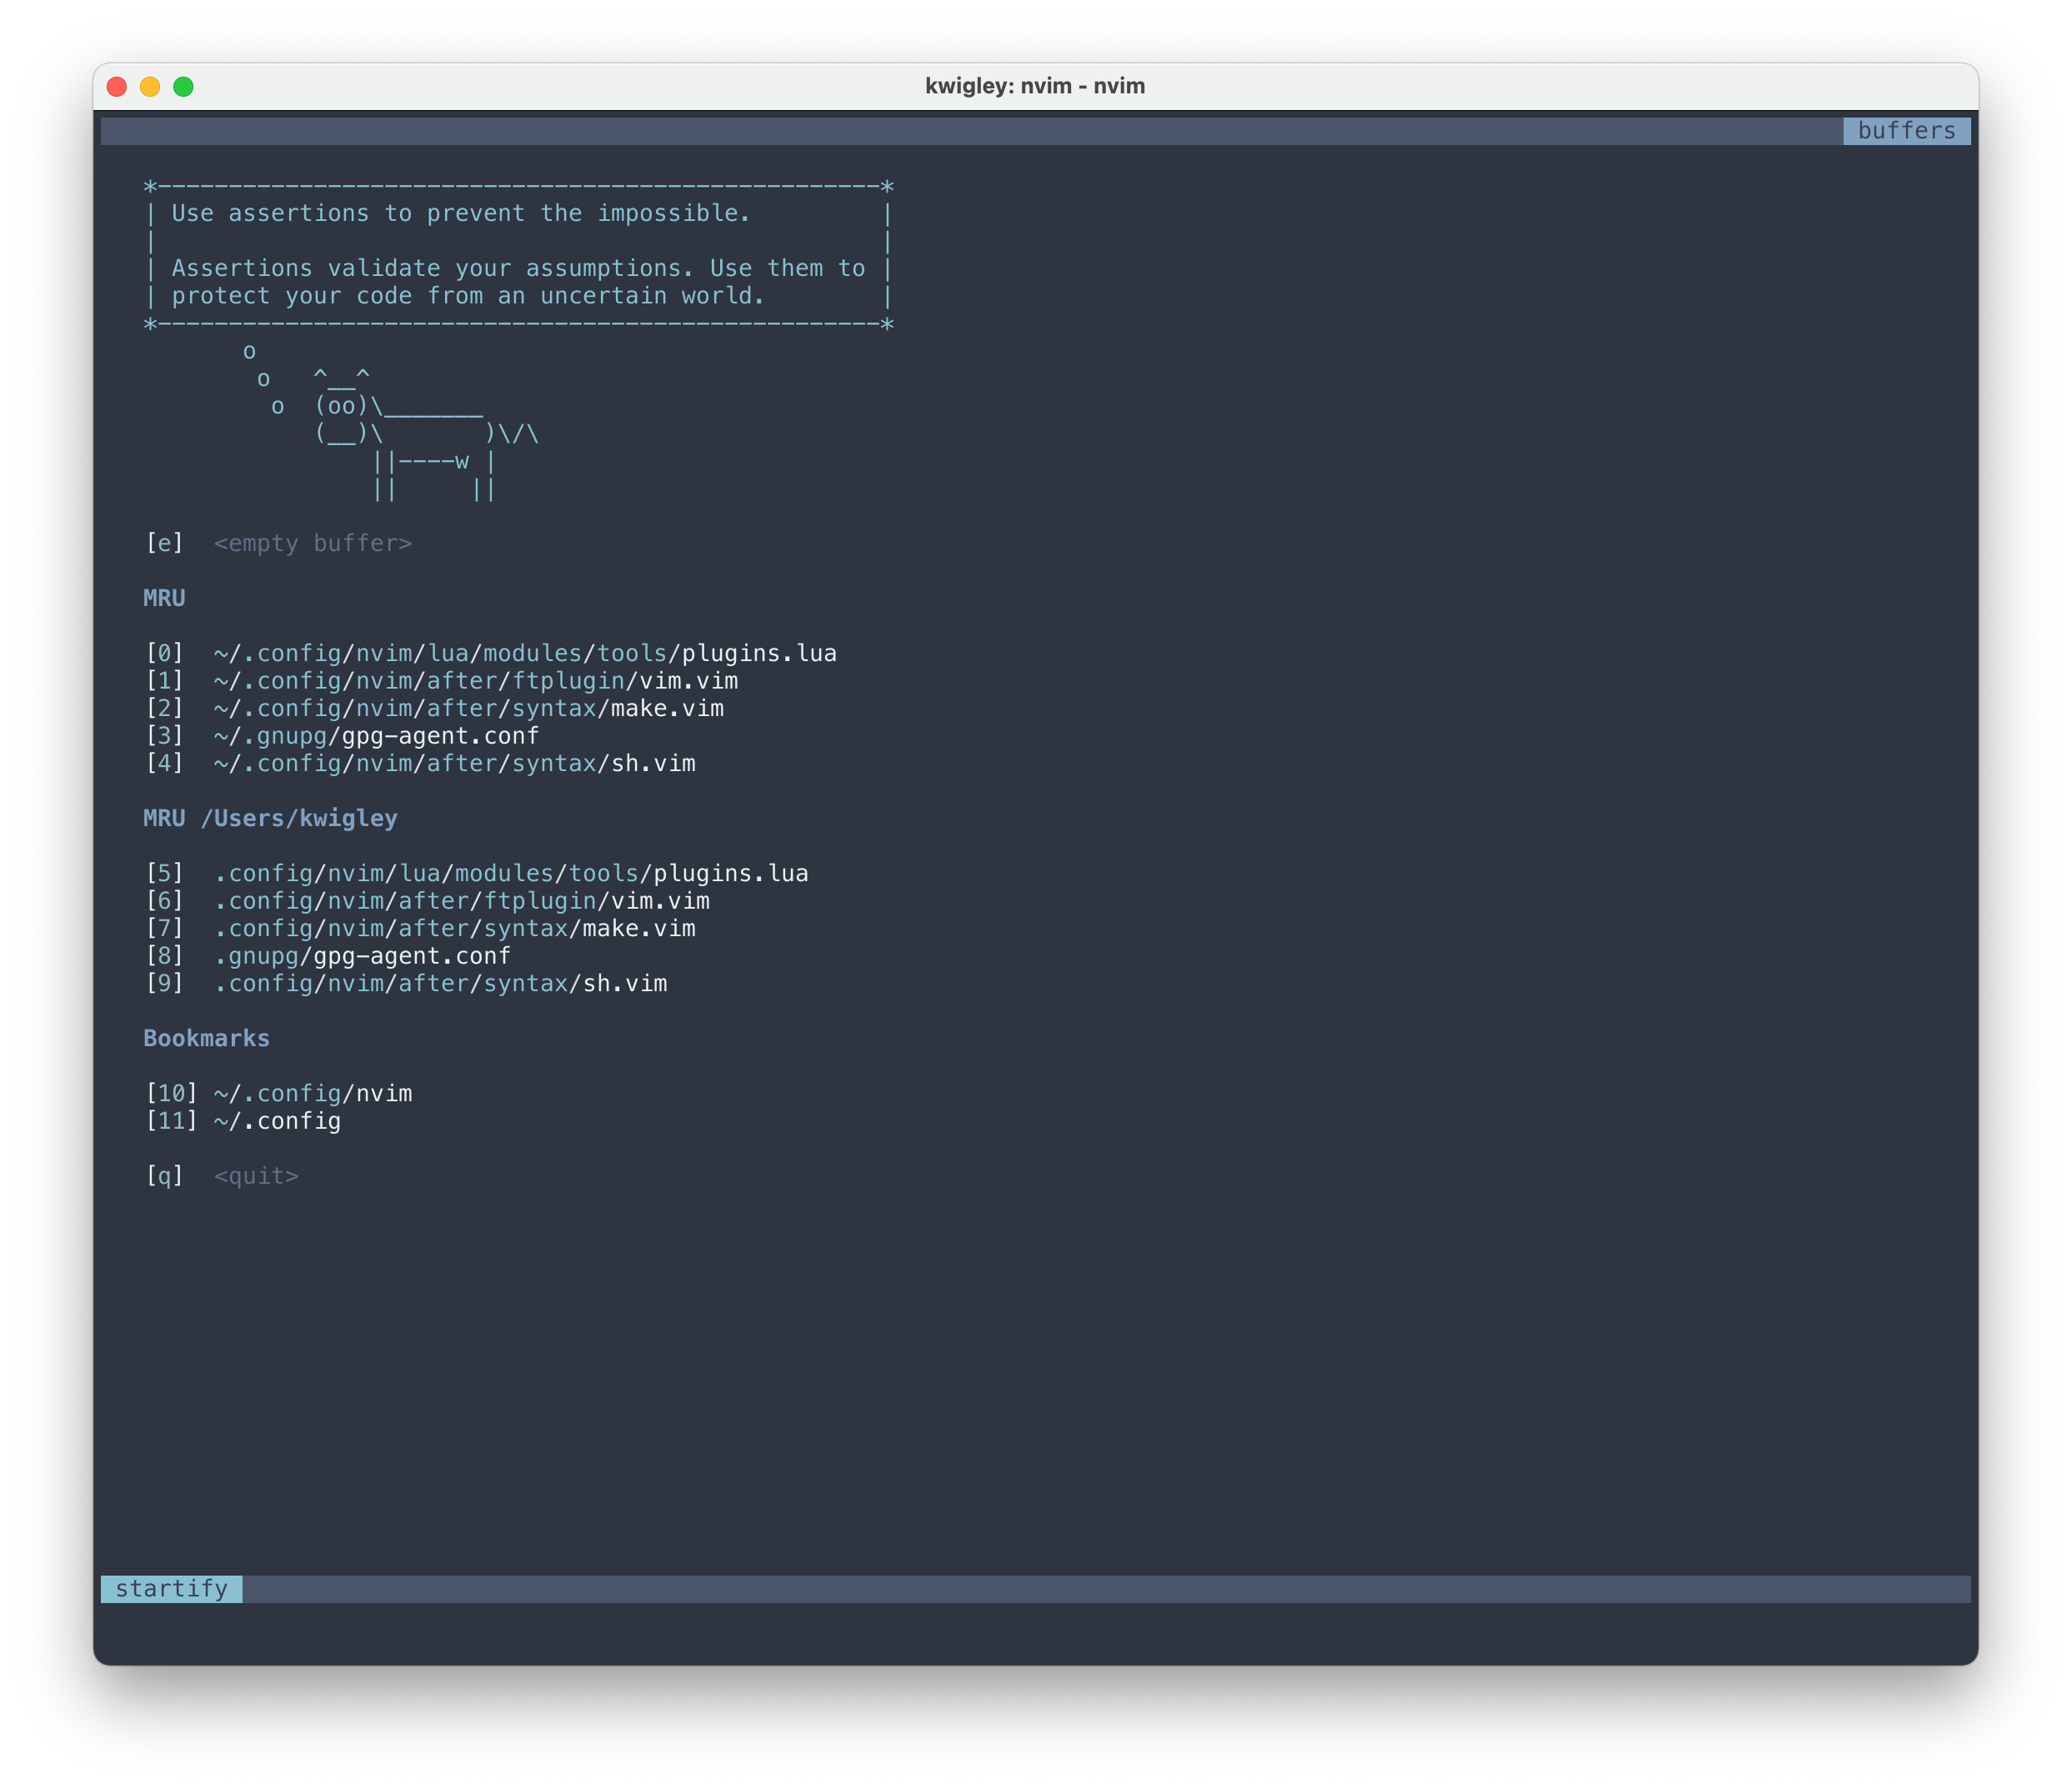 kwigley: nvim - nvim
buffers
*---------------------------------------------------*
| Use assertions to prevent the impossible.         |
|                                                   |
| Assertions validate your assumptions. Use them to |
| protect your code from an uncertain world.        |
*---------------------------------------------------*
       o
        o   ^__^
         o  (oo)\_______
            (__)\       )\/\
                ||----w |
                ||     ||
[e]  <empty buffer>
MRU
[0]  ~/.config/nvim/lua/modules/tools/plugins.lua
[1]  ~/.config/nvim/after/ftplugin/vim.vim
[2]  ~/.config/nvim/after/syntax/make.vim
[3]  ~/.gnupg/gpg-agent.conf
[4]  ~/.config/nvim/after/syntax/sh.vim
MRU /Users/kwigley
[5]  .config/nvim/lua/modules/tools/plugins.lua
[6]  .config/nvim/after/ftplugin/vim.vim
[7]  .config/nvim/after/syntax/make.vim
[8]  .gnupg/gpg-agent.conf
[9]  .config/nvim/after/syntax/sh.vim
Bookmarks
[10] ~/.config/nvim
[11] ~/.config
[q]  <quit>
startify